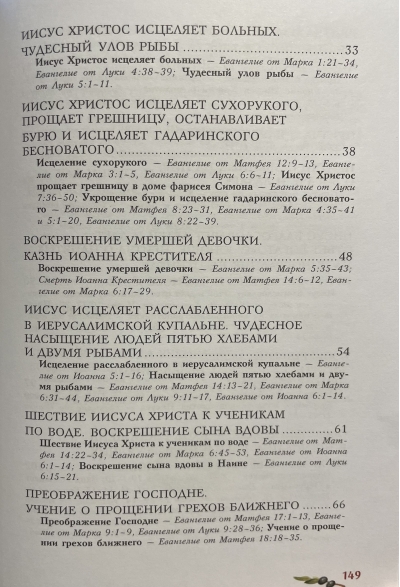 ИИСУС ХРИСТОС ИСЦЕЛЯЕТ БОЛЬНЫХ.
ЧУДЕСНЫЙ УЛОВ РЫБЫ ........ 33
Иисус Христос исцеляет больных – Евангелие от Марка 1:21–34,
Евангелие от Луки 4:38–39; Чудесный улов рыбы – Евангелие
от Луки 5:1–11.
ИИСУС ХРИСТОС ИСЦЕЛЯЕТ СУХОРУКОГО,
ПРОЩАЕТ ГРЕШНИЦУ, ОСТАНАВЛИВАЕТ
БУРЮ И ИСЦЕЛЯЕТ ГАДАРИНСКОГО
БЕСНОВАТОГО ........ 38
Исцеление сухорукого – Евангелие от Матфея 12:9–13, Еванге-
лие от Марка 3:1–5, Евангелие от Луки 6:6–11; Иисус Христос
прощает грешницу в доме фарисея Симона – Евангелие от Луки
7:36–50; Укрощение бури и исцеление гадаринского бесновато-
го – Евангелие от Матфея 8:23–31, Евангелие от Марка 4:35–41
и 5:1–20, Евангелие от Луки 8:22–39.
ВОСКРЕШЕНИЕ УМЕРШЕЙ ДЕВОЧКИ.
КАЗНЬ ИОАННА КРЕСТИТЕЛЯ ........ 48
Воскрешение умершей девочки – Евангелие от Марка 5:35–43;
Смерть Иоанна Крестителя – Евангелие от Матфея 14:6–12, Еван-
гелие от Марка 6:17–29.
ИИСУС ИСЦЕЛЯЕТ РАССЛАБЛЕННОГО
В ИЕРУСАЛИМСКОЙ КУПАЛЬНЕ. ЧУДЕСНОЕ
НАСЫЩЕНИЕ ЛЮДЕЙ ПЯТЬЮ ХЛЕБАМИ
И ДВУМЯ РЫБАМИ ........ 54
Исцеление расслабленного в иерусалимской купальне – Еванге-
лие от Иоанна 5:1–16; Насыщение людей пятью хлебами и дву-
мя рыбами – Евангелие от Матфея 14:13–21, Евангелие от Марка
6:31–44, Евангелие от Луки 9:11–17, Евангелие от Иоанна 6:1–14.
ШЕСТВИЕ ИИСУСА ХРИСТА К УЧЕНИКАМ
ПО ВОДЕ. ВОСКРЕШЕНИЕ СЫНА ВДОВЫ ........ 61
Шествие Иисуса Христа к ученикам по воде – Евангелие от Мат-
фея 14:22–34, Евангелие от Марка 6:45–53, Евангелие от Иоанна
6:1–14; Воскрешение сына вдовы в Наине – Евангелие от Луки
6:15–21.
ПРЕОБРАЖЕНИЕ ГОСПОДНЕ.
УЧЕНИЕ О ПРОЩЕНИИ ГРЕХОВ БЛИЖНЕГО ........ 66
Преображение Господне – Евангелие от Матфея 17:1–13, Еванге-
лие от Марка 9:1–9, Евангелие от Луки 9:28–36; Учение о проще-
нии грехов ближнего – Евангелие от Матфея 18:18–35.
149